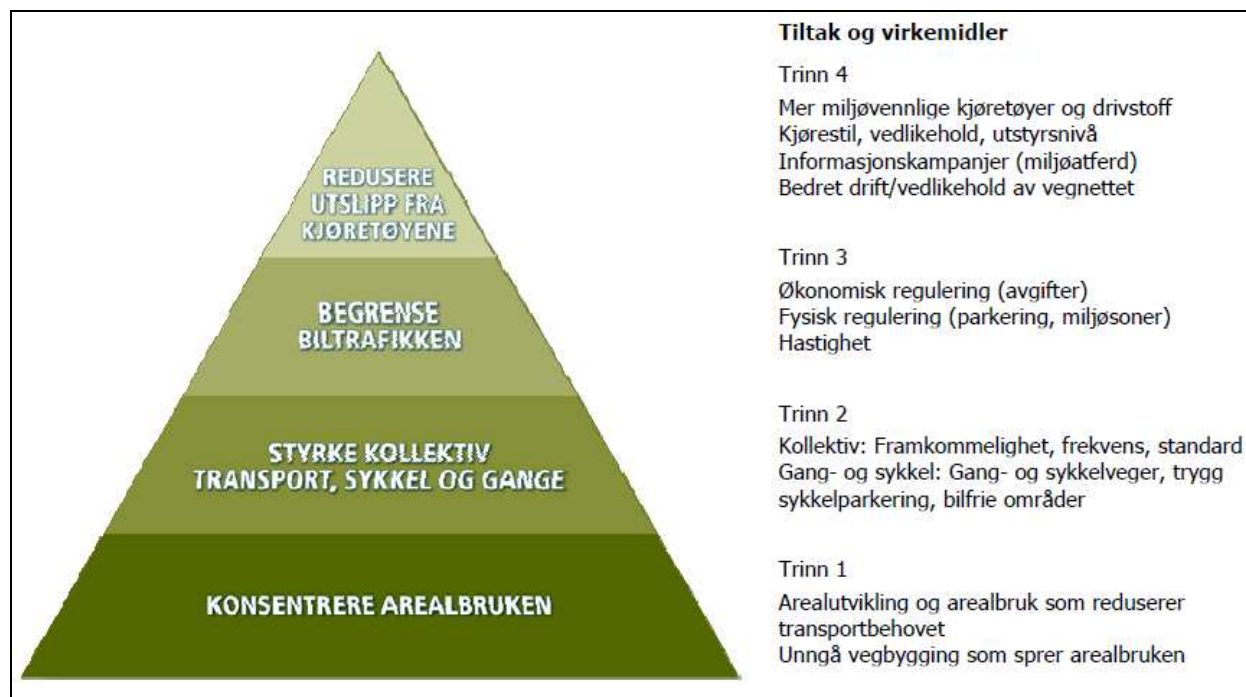 REDUSERE
UTSLIPP FRA
KJØRETØYENE
BEGRENSE
BILTRAFIKKEN
STYRKE KOLLEKTIV
TRANSPORT, SYKKEL OG GANGE
KONSENTRERE AREALBRUKEN
Tiltak og virkemidler
Trinn 4
Mer miljøvennlige kjøretøyer og drivstoff
Kjørestil, vedlikehold, utstyrsnivå
Informasjonskampanjer (miljøatferd)
Bedret drift/vedlikehold av vegnettet
Trinn 3
Økonomisk regulering (avgifter)
Fysisk regulering (parkering, miljøsoner)
Hastighet
Trinn 2
Kollektiv: Framkommelighet, frekvens, standard
Gang- og sykkel: Gang- og sykkelveger, trygg
sykkelparkering, bilfrie områder
Trinn 1
Arealutvikling og arealbruk som reduserer
transportbehovet
Unngå vegbygging som sprer arealbruken